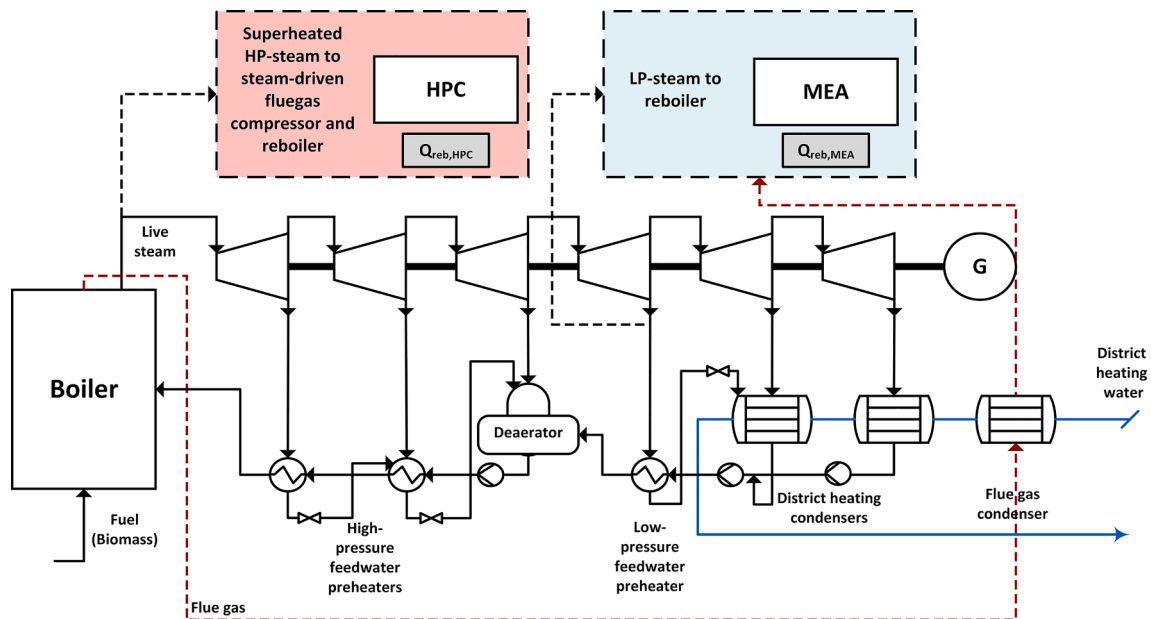 Superheated
HP-steam to
steam-driven
fluegas
compressor and
reboiler
HPC
Qreb,HPC
LP-steam to
reboiler
MEA
Qreb,MEA
Live
steam
G
Boiler
Deaerator
District
heating
water
Fuel
(Biomass)
High-
pressure
feedwater
preheaters
Low-
pressure
feedwater
preheater
District heating
condensers
Flue gas
condenser
Flue gas